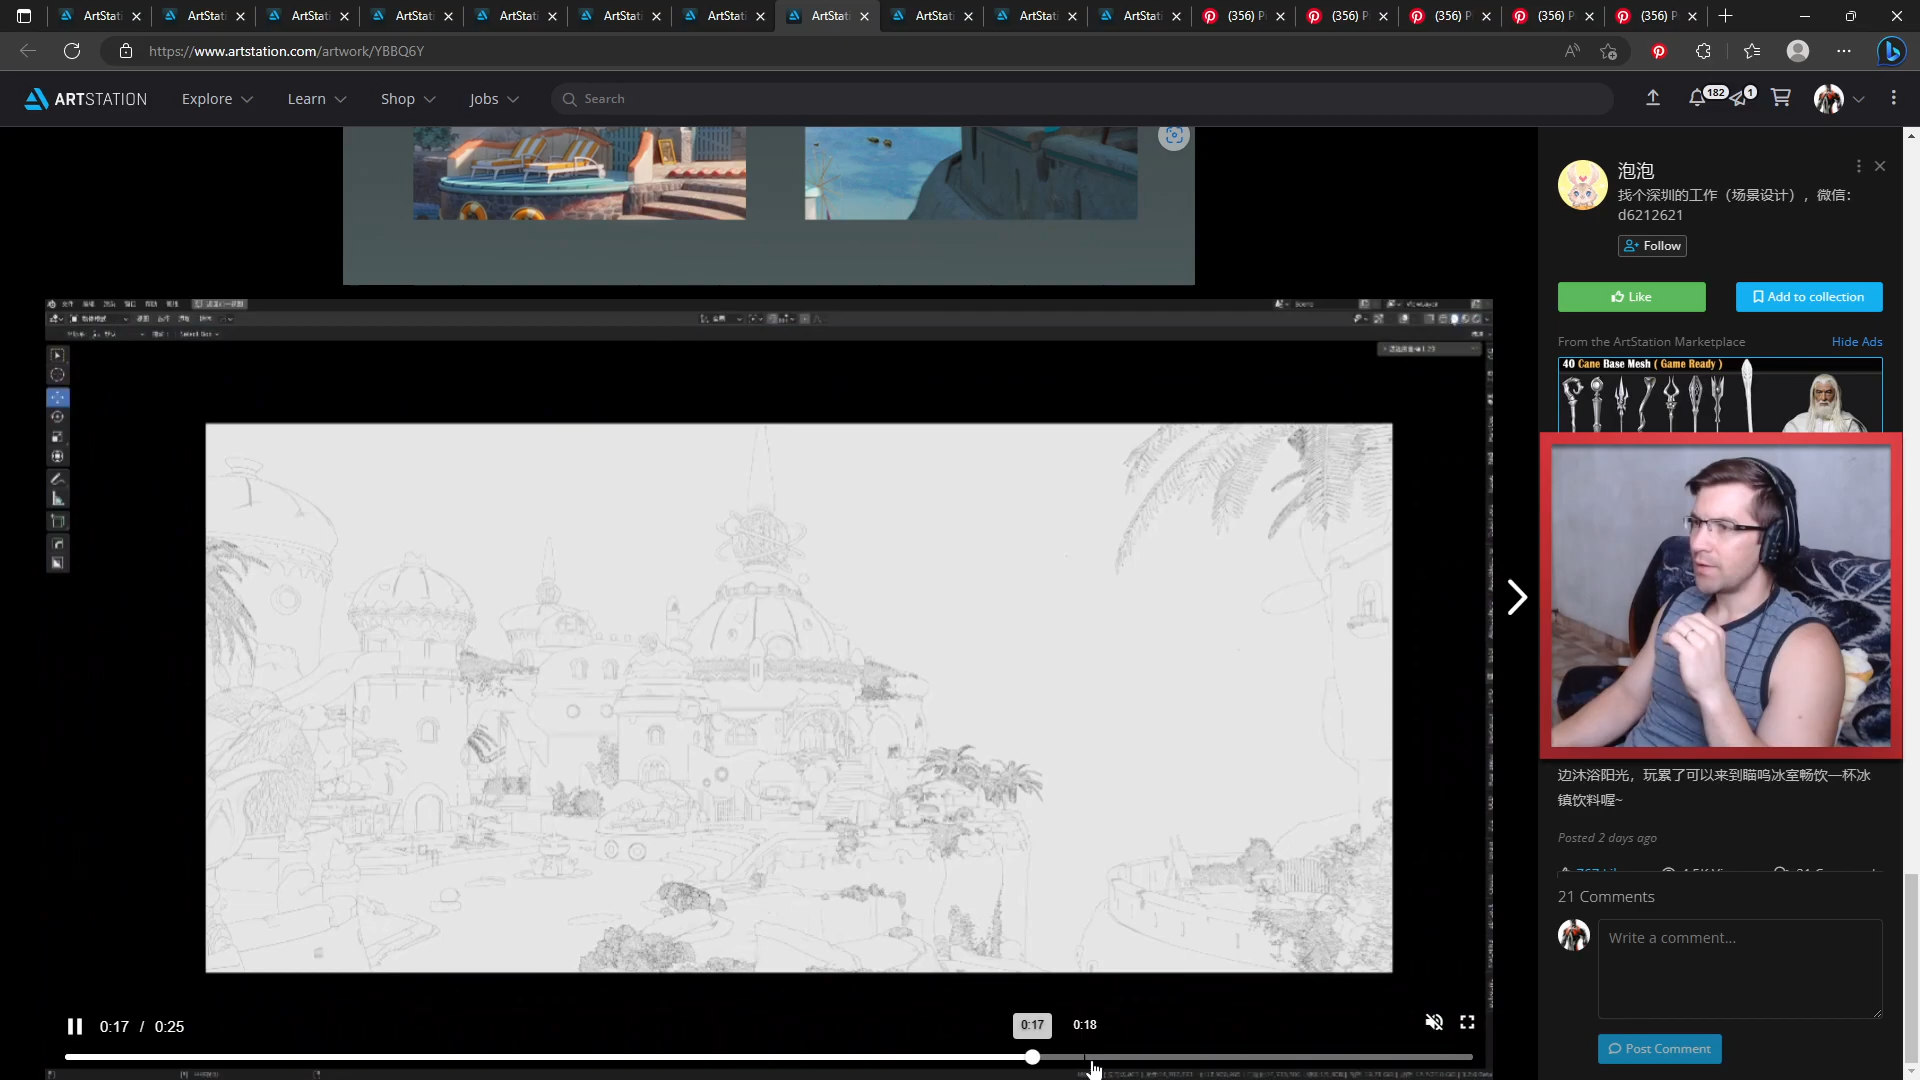 ArtStati ArtStati ArtStati ArtStati ArtStati ArtStati ArtStati ArtStati ArtStati ArtStati ArtStati (356) P (356) P (356) P (356) P (356) P
https://www.artstation.com/artwork/YBBQ6Y
ARTSTATION Explore Learn Shop Jobs Search 182 1
泡泡
找个深圳的工作（场景设计），微信：
d6212621
Follow
Like Add to collection
From the ArtStation Marketplace Hide Ads
40 Cane Base Mesh ( Game Ready )
边沐浴阳光，玩累了可以来到瞄呜冰室畅饮一杯冰
镇饮料喔~
Posted 2 days ago
21 Comments
Write a comment...
Post Comment
0:17 / 0:25
0:17 0:18